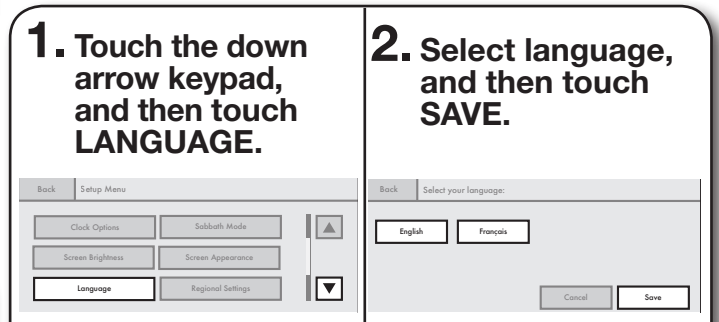 1. Touch the down
arrow keypad,
and then touch
LANGUAGE.
Back Setup Menu
Clock Options Sabbath Mode
Screen Brightness Screen Appearance
Language Regional Settings
2. Select language,
and then touch
SAVE.
Back Select your language:
English Français
Cancel Save